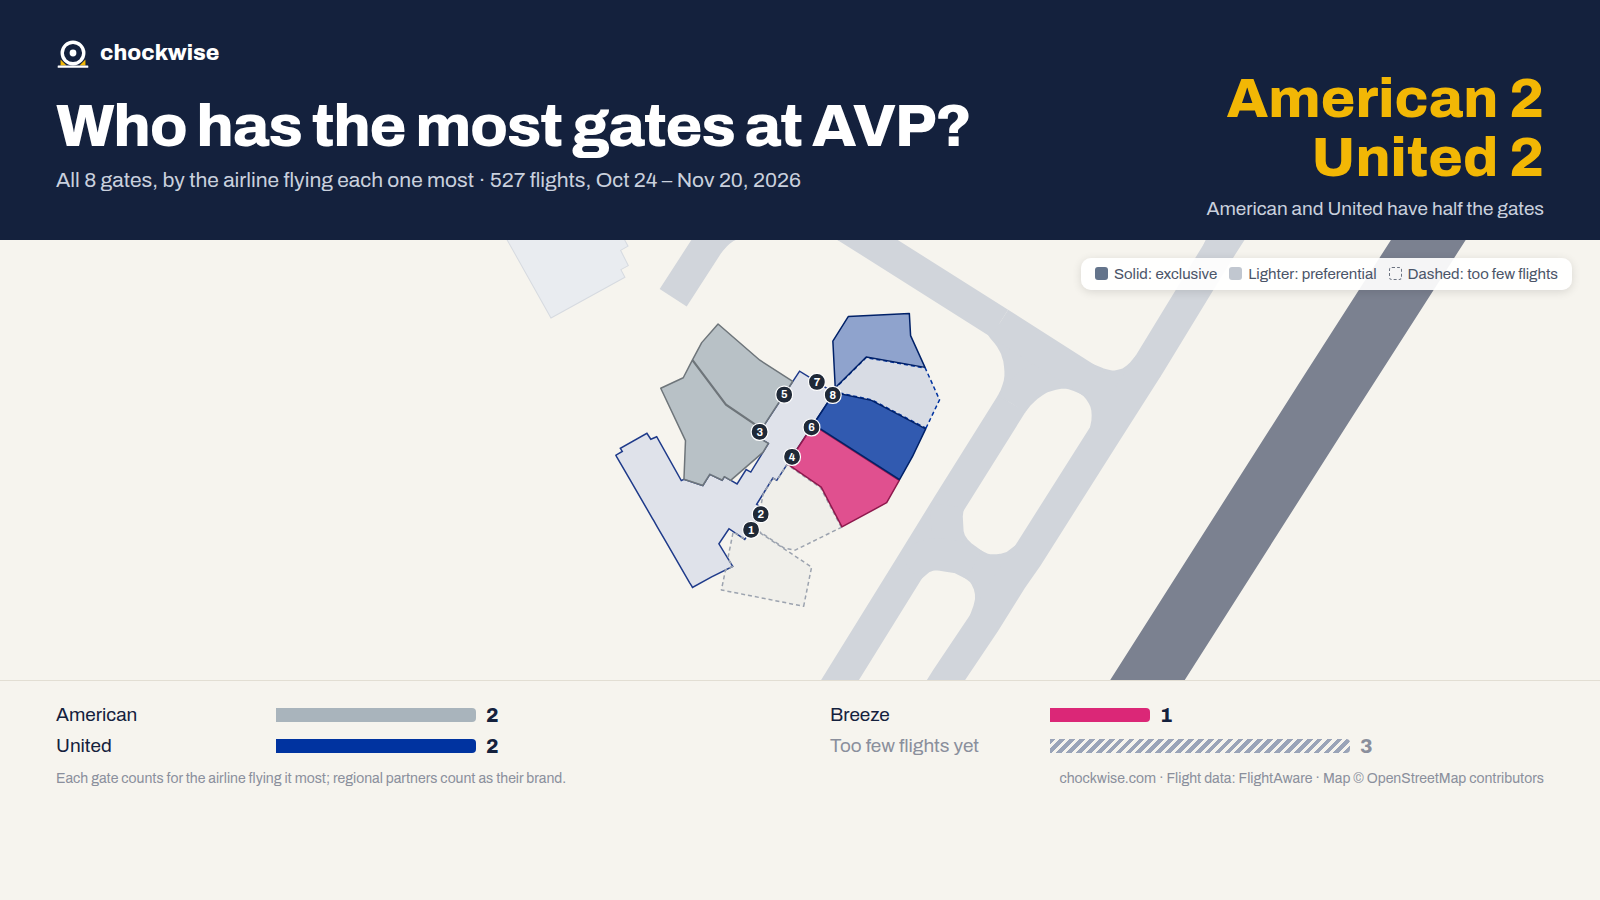 chockwise
Who has the most gates at AVP?
All 8 gates, by the airline flying each one most · 527 flights, Oct 24 – Nov 20, 2026
American 2
United 2
American and United have half the gates
Solid: exclusive Lighter: preferential Dashed: too few flights
7
5
8
6
3
4
2
1
American 2
United 2
Breeze 1
Too few flights yet 3
Each gate counts for the airline flying it most; regional partners count as their brand.
chockwise.com · Flight data: FlightAware · Map © OpenStreetMap contributors